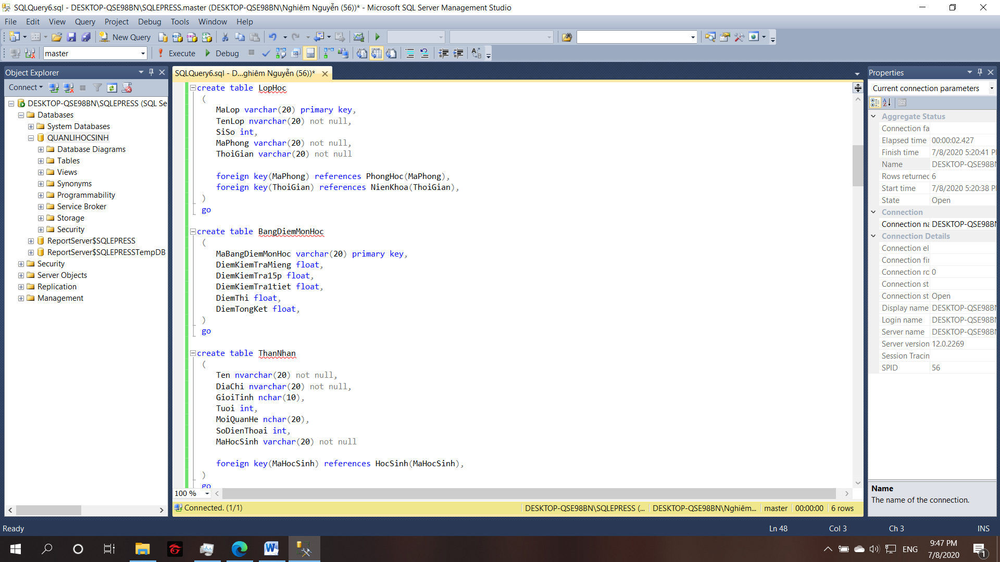 SQLQuery6.sql - DESKTOP-QSE98BN\SQLEPRESS.master (DESKTOP-QSE98BN\Nghiêm Nguyễn (56))* - Microsoft SQL Server Management Studio
File Edit View Query Project Debug Tools Window Help
New Query
master Execute Debug
Object Explorer
Connect
DESKTOP-QSE98BN\SQLEPRESS (SQL Se
Databases
System Databases
QUANLIHOCSINH
Database Diagrams
Tables
Views
Synonyms
Programmability
Service Broker
Storage
Security
ReportServer$SQLEPRESS
ReportServer$SQLEPRESSTempDB
Security
Server Objects
Replication
Management
SQLQuery6.sql - D...ghiêm Nguyễn (56))*
create table LopHoc
(
MaLop varchar(20) primary key,
TenLop nvarchar(20) not null,
SiSo int,
MaPhong varchar(20) not null,
ThoiGian varchar(20) not null
foreign key(MaPhong) references PhongHoc(MaPhong),
foreign key(ThoiGian) references NienKhoa(ThoiGian),
)
go
create table BangDiemMonHoc
(
MaBangDiemMonHoc varchar(20) primary key,
DiemKiemTraMieng float,
DiemKiemTra15p float,
DiemKiemTra1tiet float,
DiemThi float,
DiemTongKet float,
)
go
create table ThanNhan
(
Ten nvarchar(20) not null,
DiaChi nvarchar(20) not null,
GioiTinh nchar(10),
Tuoi int,
MoiQuanHe nchar(20),
SoDienThoai int,
MaHocSinh varchar(20) not null
foreign key(MaHocSinh) references HocSinh(MaHocSinh),
)
go
100 %
Connected. (1/1) DESKTOP-QSE98BN\SQLEPRESS (... DESKTOP-QSE98BN\Nghiêm... master 00:00:00 6 rows
Properties
Current connection parameters
Aggregate Status
Connection fa
Elapsed time 00:00:02.427
Finish time 7/8/2020 5:20:41 P
Name DESKTOP-QSE98BN
Rows returned 6
Start time 7/8/2020 5:20:38 P
State Open
Connection
Connection na DESKTOP-QSE98BN
Connection Details
Connection el
Connection fin
Connection ro 0
Connection st
Connection st Open
Display name DESKTOP-QSE98BN
Login name DESKTOP-QSE98BN
Server name DESKTOP-QSE98BN
Server version 12.0.2269
Session Tracin
SPID 56
Name
The name of the connection.
Ready Ln 48 Col 3 Ch 3 INS
ENG
9:47 PM
7/8/2020
1